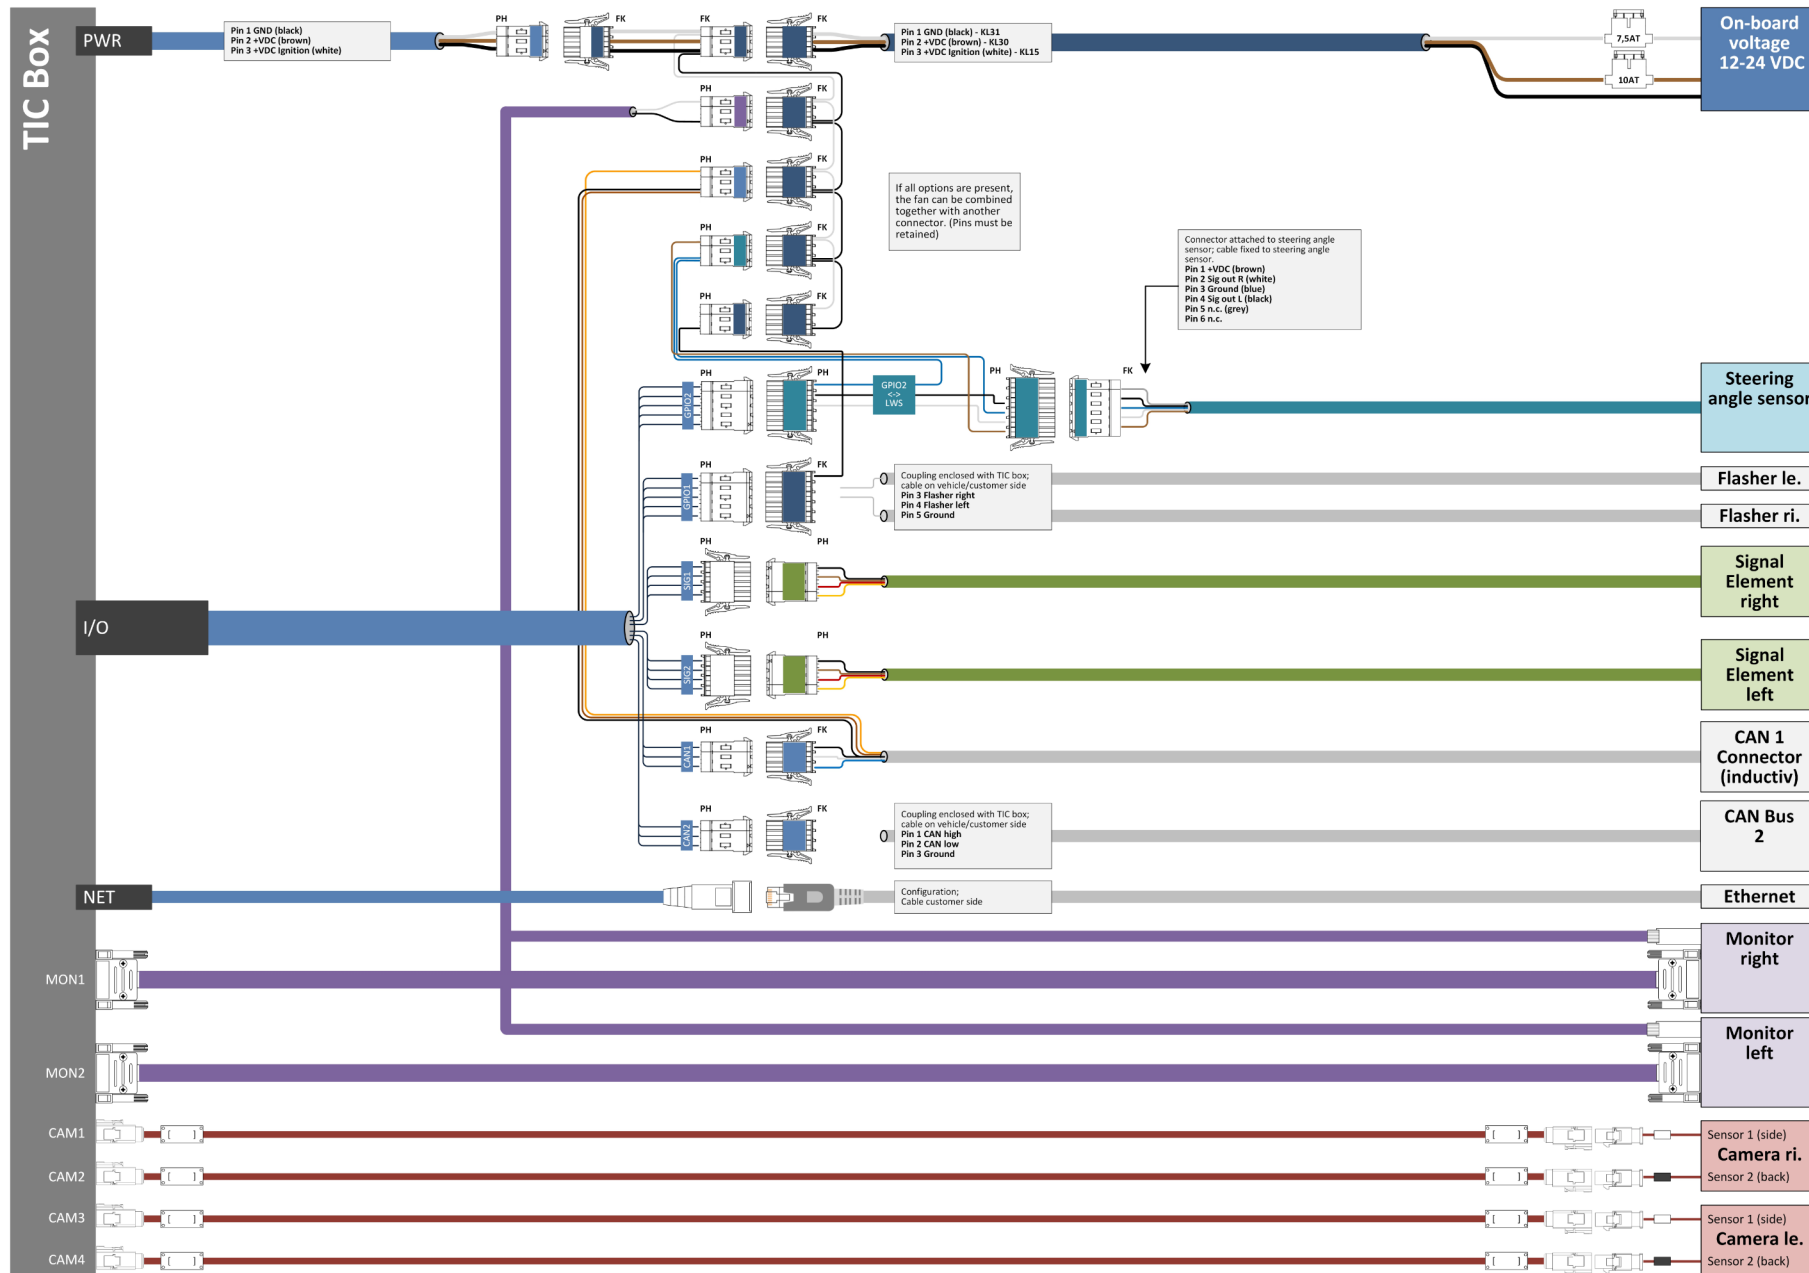 TIC Box
PWR
Pin 1 GND (black)
Pin 2 +VDC (brown)
Pin 3 +VDC Ignition (white)
PH
FK
FK
PH
Pin 1 GND (black) - KL31
Pin 2 +VDC (brown) - KL30
Pin 3 +VDC Ignition (white) - KL15
7,5AT
10AT
On-board
voltage
12-24 VDC
PH
FK
PH
FK
If all options are present,
the fan can be combined
together with another
connector. (Pins must be
retained)
PH
FK
Connector attached to steering angle
sensor; cable fixed to steering angle
sensor.
Pin 1 +VDC (brown)
Pin 2 Sig out R (white)
Pin 3 Ground (blue)
Pin 4 Sig out L (black)
Pin 5 n.c. (grey)
Pin 6 n.c.
PH
FK
GPIO2
PH
PH
GPIO2
<->
LWS
PH
FK
Steering
angle sensor
GPIO1
PH
FK
Coupling enclosed with TIC box;
cable on vehicle/customer side
Pin 3 Flasher right
Pin 4 Flasher left
Pin 5 Ground
Flasher le.
Flasher ri.
SIG1
PH
PH
Signal
Element
right
I/O
SIG2
PH
PH
Signal
Element
left
CAN1
PH
FK
CAN 1
Connector
(inductiv)
CAN2
PH
FK
Coupling enclosed with TIC box;
cable on vehicle/customer side
Pin 1 CAN high
Pin 2 CAN low
Pin 3 Ground
CAN Bus
2
NET
Configuration;
Cable customer side
Ethernet
MON1
Monitor
right
MON2
Monitor
left
CAM1
[ ]
[ ]
Sensor 1 (side)
Camera ri.
CAM2
[ ]
[ ]
Sensor 2 (back)
CAM3
[ ]
[ ]
Sensor 1 (side)
Camera le.
CAM4
[ ]
[ ]
Sensor 2 (back)